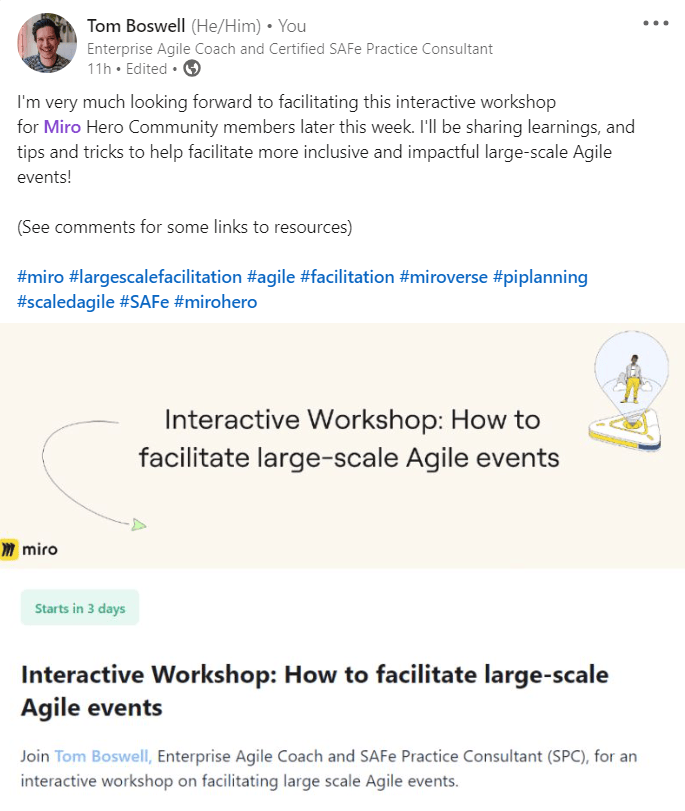 Tom Boswell (He/Him) • You
Enterprise Agile Coach and Certified SAFe Practice Consultant
11h • Edited •
I'm very much looking forward to facilitating this interactive workshop
for Miro Hero Community members later this week. I'll be sharing learnings, and
tips and tricks to help facilitate more inclusive and impactful large-scale Agile
events!
(See comments for some links to resources)
#miro #largescalefacilitation #agile #facilitation #miroverse #piplanning
#scaledagile #SAFe #mirohero
Interactive Workshop: How to
facilitate large-scale Agile events
miro
Starts in 3 days
Interactive Workshop: How to facilitate large-scale
Agile events
Join Tom Boswell, Enterprise Agile Coach and SAFe Practice Consultant (SPC), for an
interactive workshop on facilitating large scale Agile events.